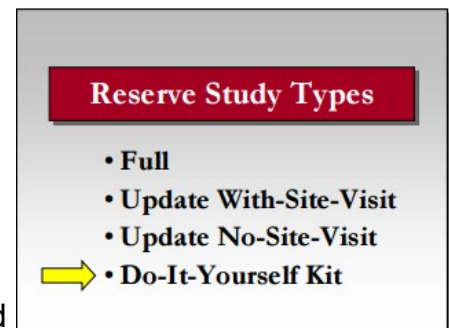 Reserve Study Types
• Full
• Update With-Site-Visit
• Update No-Site-Visit
• Do-It-Yourself Kit